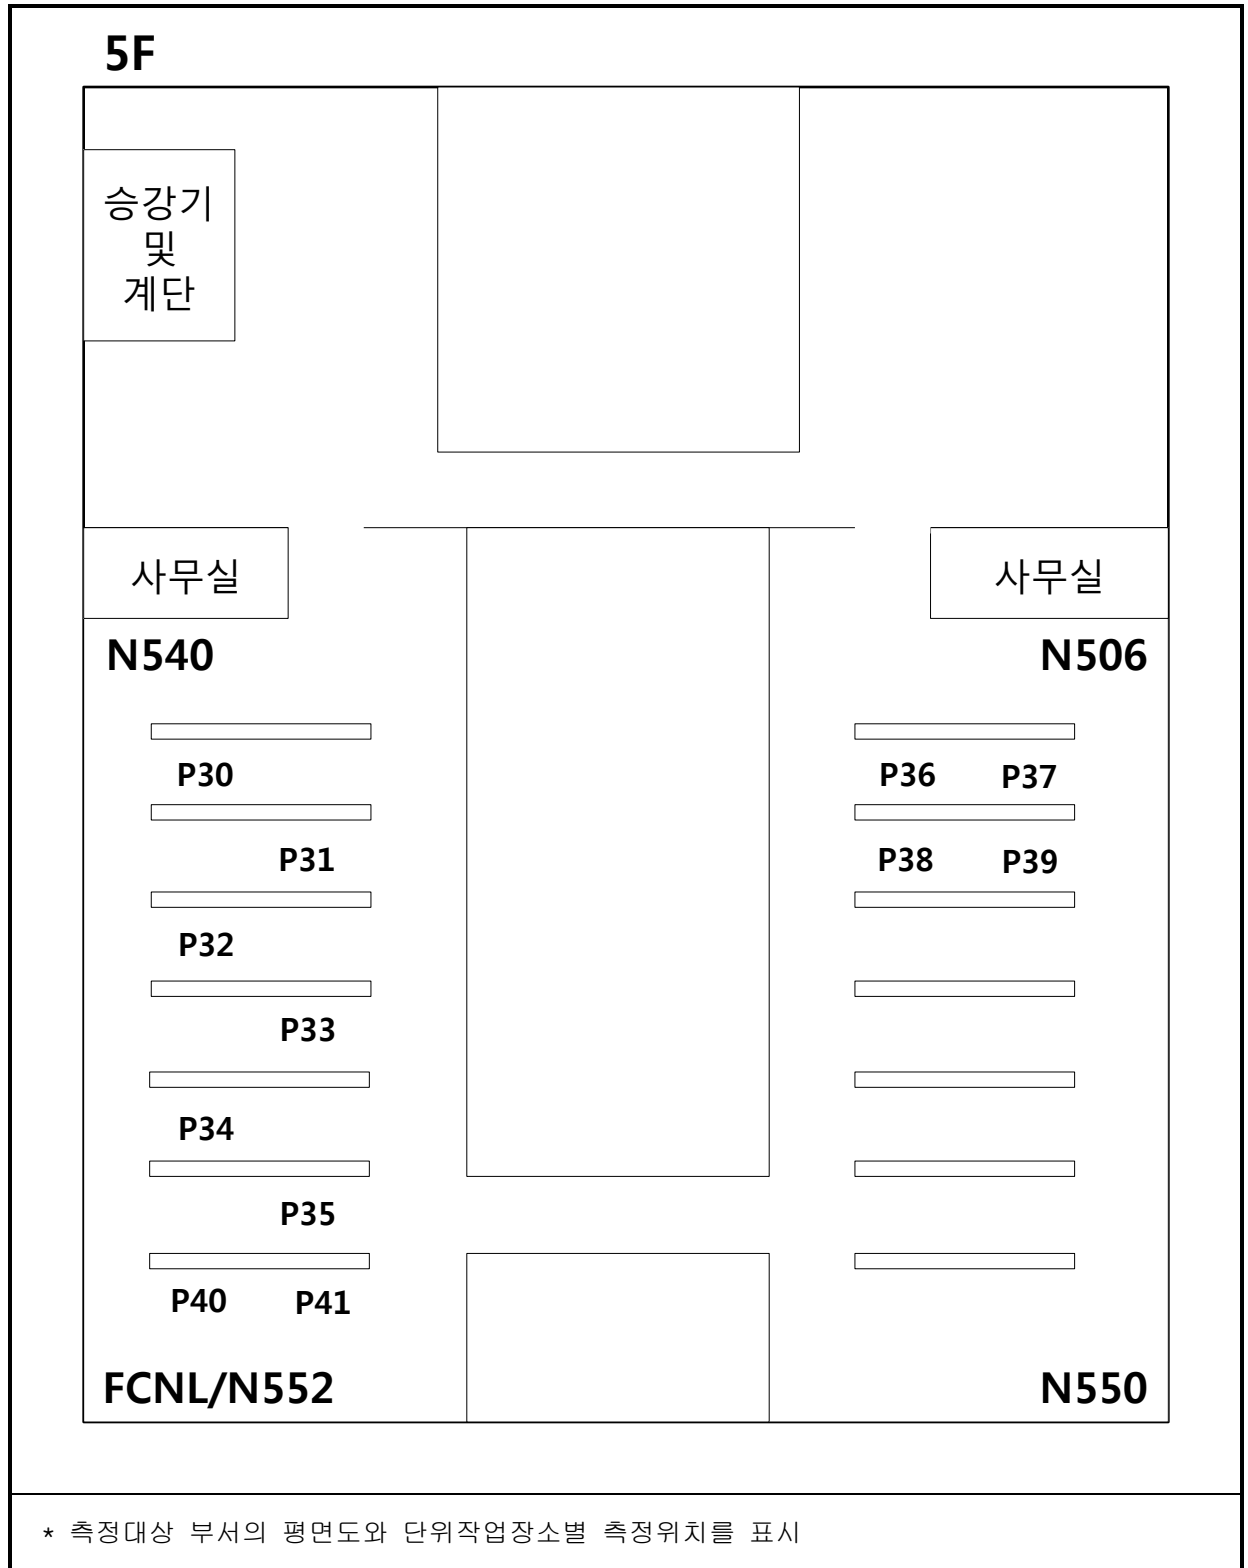 5F
승강기
및
계단
사무실
사무실
N540
N506
P30
P36
P37
P31
P38
P39
P32
P33
P34
P35
P40
P41
FCNL/N552
N550
* 측정대상 부서의 평면도와 단위작업장소별 측정위치를 표시